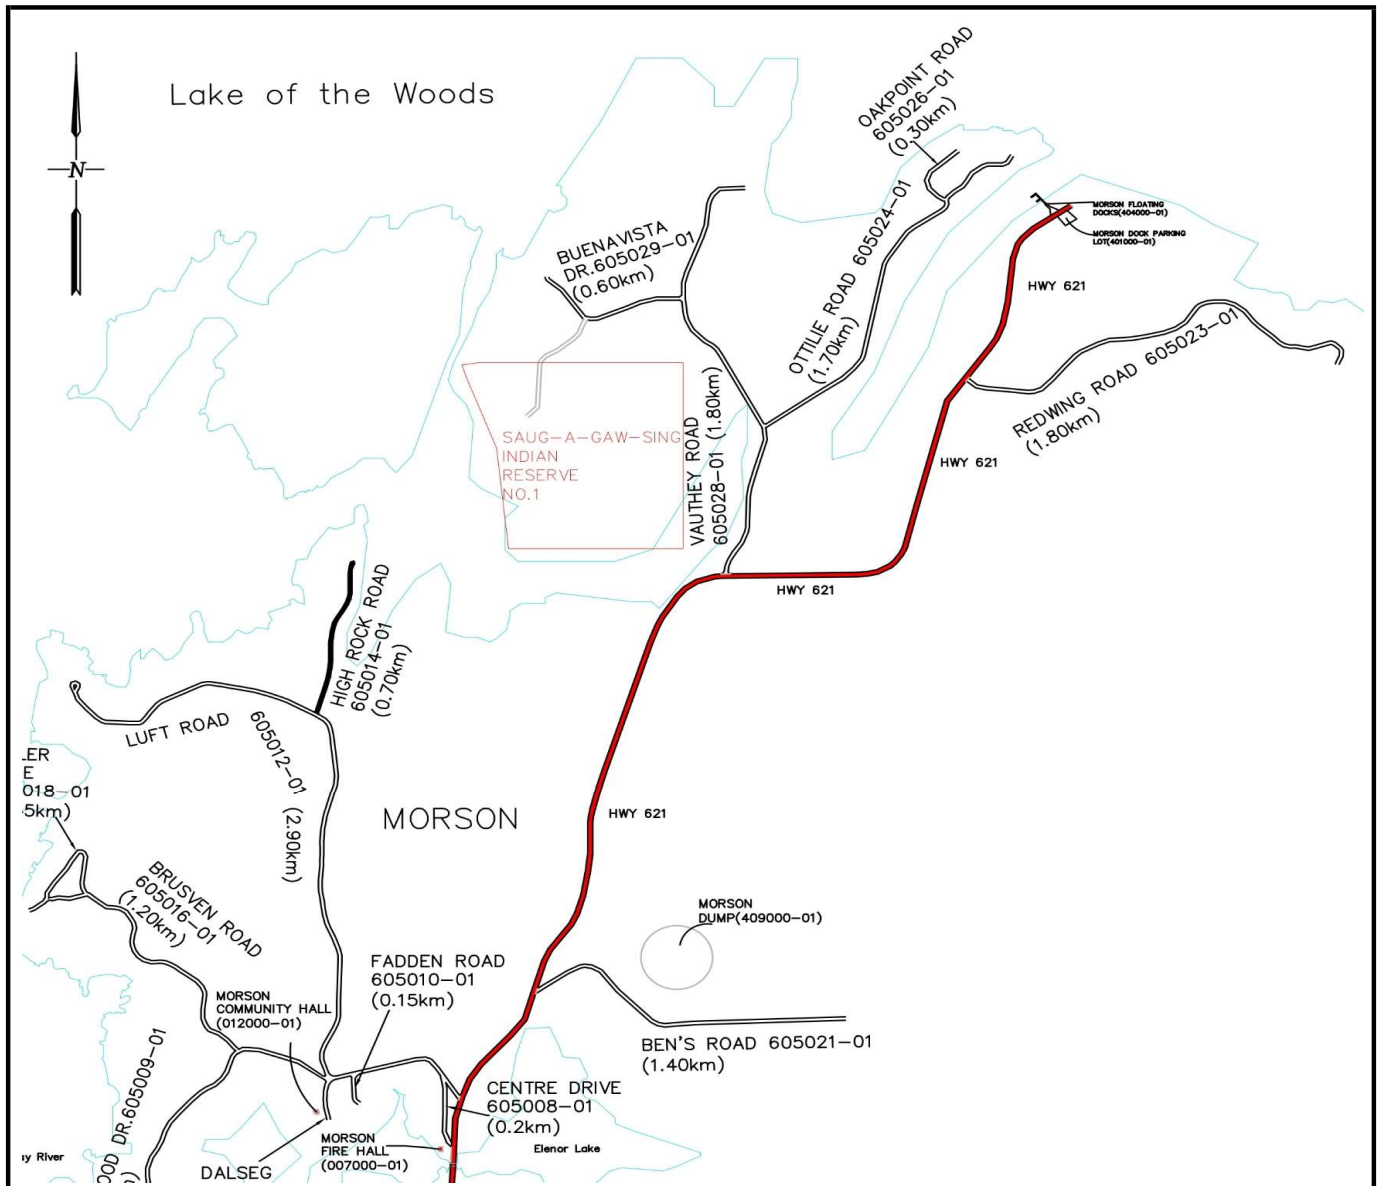 Lake of the Woods
N
OAKPOINT ROAD
605026-01
(0.30km)
MORSON FLOATING
DOCKS(404000-01)
MORSON DOCK PARKING
LOT(401000-01)
BUENAVISTA
DR.605029-01
(0.60km)
OTTILIE ROAD 605024-01
(1.70km)
HWY 621
REDWING ROAD 605023-01
(1.80km)
HWY 621
SAUG-A-GAW-SING
INDIAN
RESERVE
NO.1
VAUTHEY ROAD
605028-01 (1.80km)
HWY 621
HIGH ROCK ROAD
605014-01
(0.70km)
LUFT ROAD
605012-01 (2.90km)
LER
E
018-01
5km)
MORSON
HWY 621
BRUSVEN ROAD
605016-01
(1.20km)
MORSON
DUMP(409000-01)
FADDEN ROAD
605010-01
(0.15km)
MORSON
COMMUNITY HALL
(012000-01)
BEN'S ROAD 605021-01
(1.40km)
OOD DR.605009-01
)
CENTRE DRIVE
605008-01
(0.2km)
MORSON
FIRE HALL
(007000-01)
Elenor Lake
ay River
DALSEG